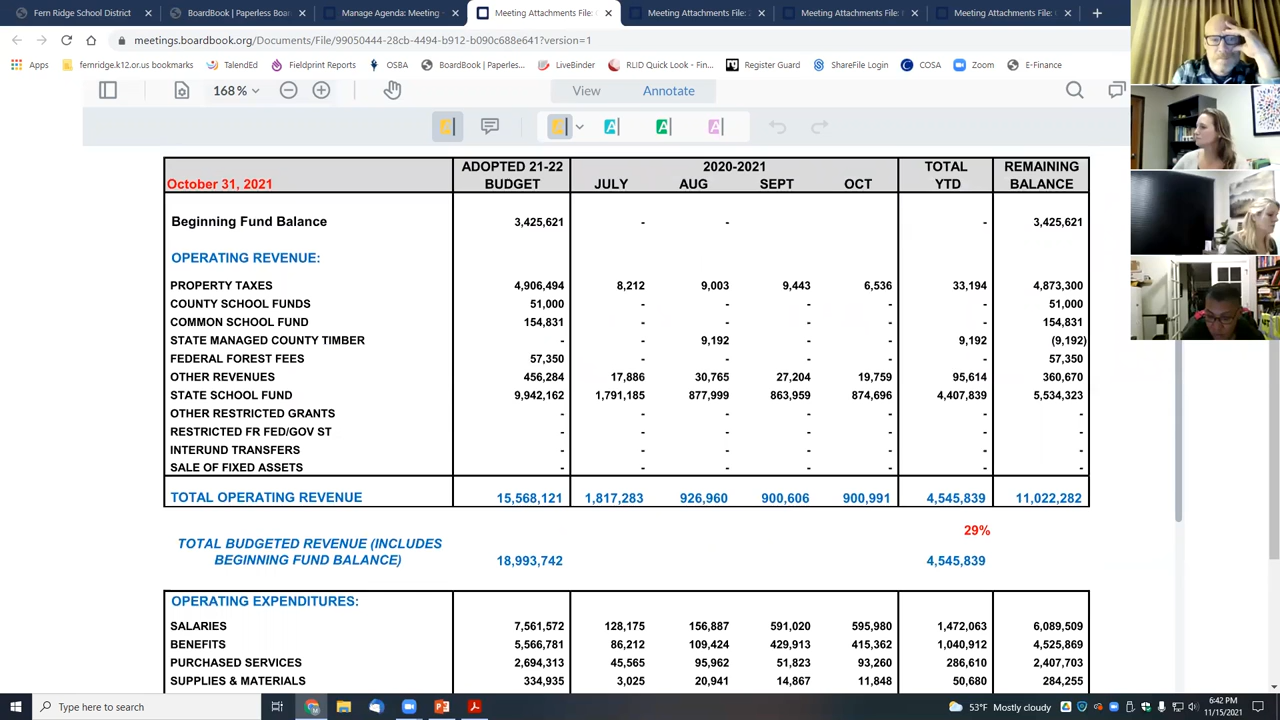 Fern Ridge School District
BoardBook | Paperless Board
Manage Agenda: Meeting -
Meeting Attachments File:
Meeting Attachments File: 2
Meeting Attachments File:
Meeting Attachments File:
meetings.boardbook.org/Documents/File/99050444-28cb-4494-b912-b090c688e641?version=1
Apps fernridge.k12.or.us bookmarks TalentEd Fieldprint Reports OSBA BoardBook | Paperles... LiveBinder RLID Quick Look - Fin... Register Guard ShareFile Login COSA Zoom E-Finance
168% View Annotate
ADOPTED 21-22 2020-2021 TOTAL REMAINING
October 31, 2021 BUDGET JULY AUG SEPT OCT YTD BALANCE
Beginning Fund Balance 3,425,621 - - - 3,425,621
OPERATING REVENUE:
PROPERTY TAXES 4,906,494 8,212 9,003 9,443 6,536 33,194 4,873,300
COUNTY SCHOOL FUNDS 51,000 - - - - - 51,000
COMMON SCHOOL FUND 154,831 - - - - - 154,831
STATE MANAGED COUNTY TIMBER - - 9,192 - - 9,192 (9,192)
FEDERAL FOREST FEES 57,350 - - - - - 57,350
OTHER REVENUES 456,284 17,886 30,765 27,204 19,759 95,614 360,670
STATE SCHOOL FUND 9,942,162 1,791,185 877,999 863,959 874,696 4,407,839 5,534,323
OTHER RESTRICTED GRANTS - - - - - - -
RESTRICTED FR FED/GOV ST - - - - - - -
INTERUND TRANSFERS - - - - - - -
SALE OF FIXED ASSETS - - - - - - -
TOTAL OPERATING REVENUE 15,568,121 1,817,283 926,960 900,606 900,991 4,545,839 11,022,282
29%
TOTAL BUDGETED REVENUE (INCLUDES
BEGINNING FUND BALANCE) 18,993,742 4,545,839
OPERATING EXPENDITURES:
SALARIES 7,561,572 128,175 156,887 591,020 595,980 1,472,063 6,089,509
BENEFITS 5,566,781 86,212 109,424 429,913 415,362 1,040,912 4,525,869
PURCHASED SERVICES 2,694,313 45,565 95,962 51,823 93,260 286,610 2,407,703
SUPPLIES & MATERIALS 334,935 3,025 20,941 14,867 11,848 50,680 284,255
Type here to search
53°F Mostly cloudy
6:42 PM
11/15/2021